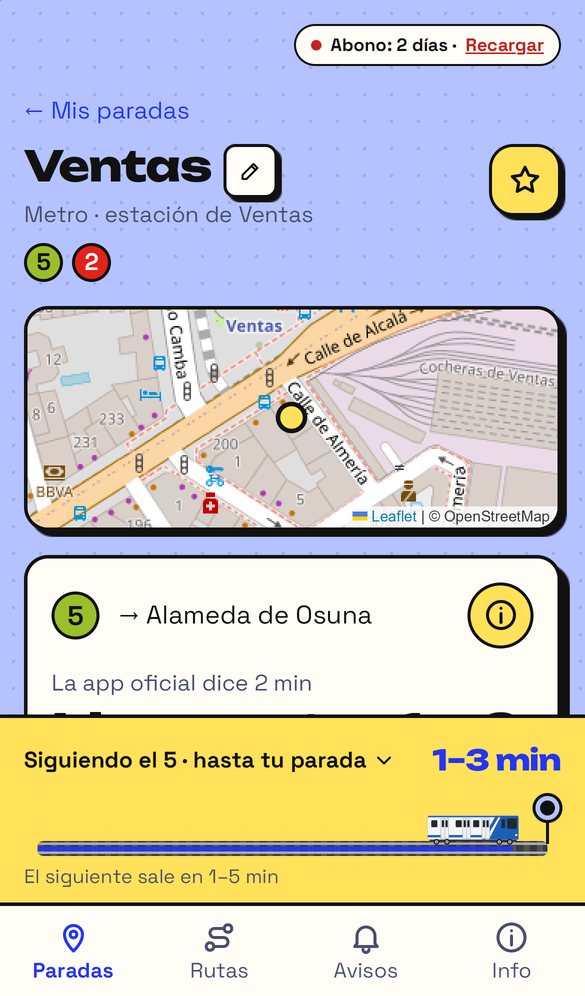 Abono: 2 días · Recargar
← Mis paradas
Ventas
Metro · estación de Ventas
5 2
Ventas
o Camba
Calle de Alcalá
Cocheras de Ventas
Calle de Almería
mería
12
8 6
233
231
200
1
BBVA
1
5
196
Leaflet | © OpenStreetMap
5 → Alameda de Osuna
La app oficial dice 2 min
Siguiendo el 5 · hasta tu parada
1–3 min
El siguiente sale en 1–5 min
Paradas Rutas Avisos Info